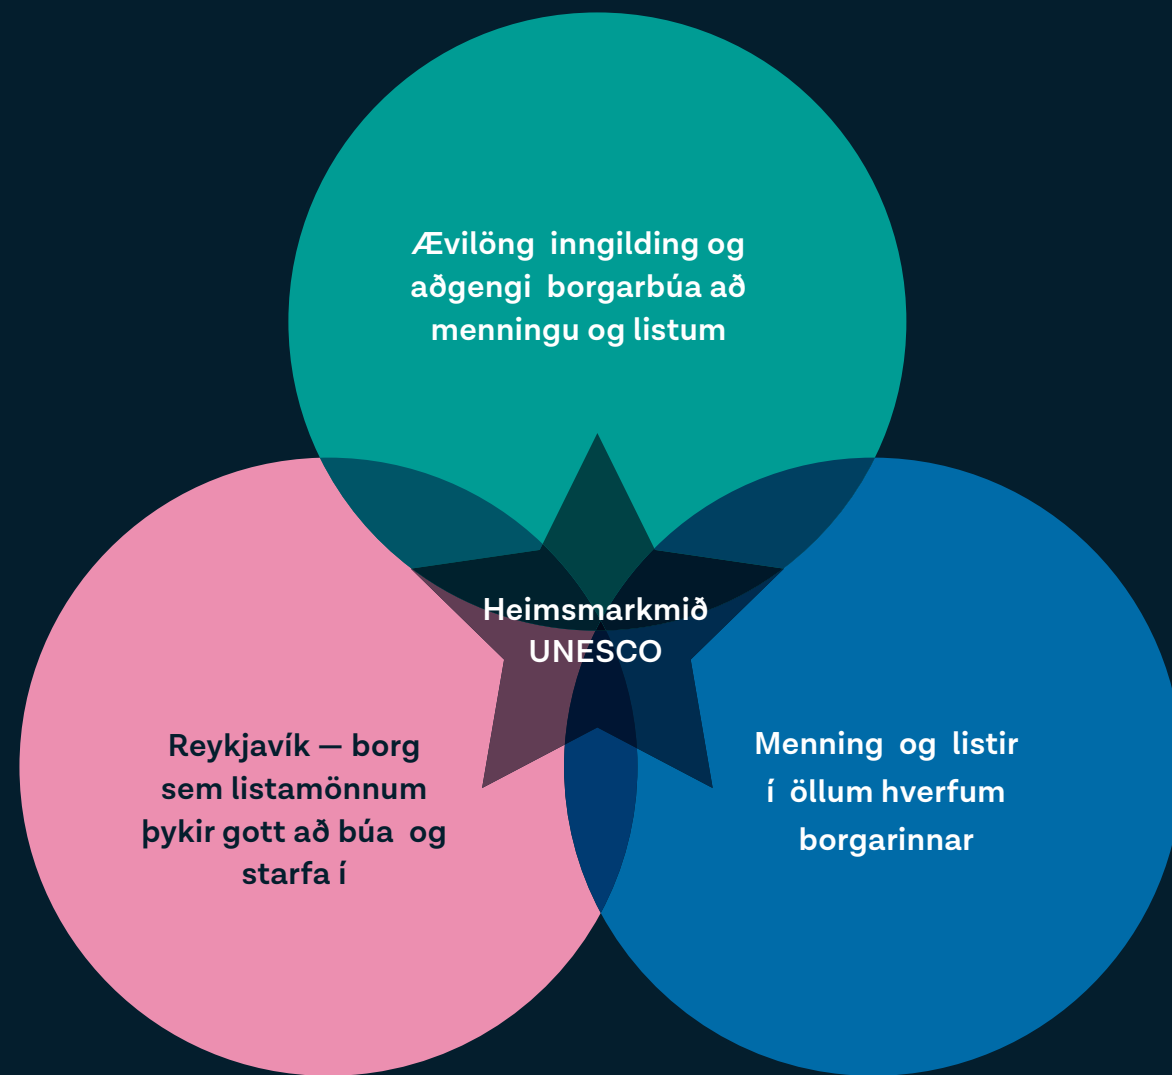 Ævilöng inngilding og
aðgengi borgarbúa að
menningu og listum
Heimsmarkmið
UNESCO
Reykjavík — borg
sem listamönnum
þykir gott að búa og
starfa í
Menning og listir
í öllum hverfum
borgarinnar